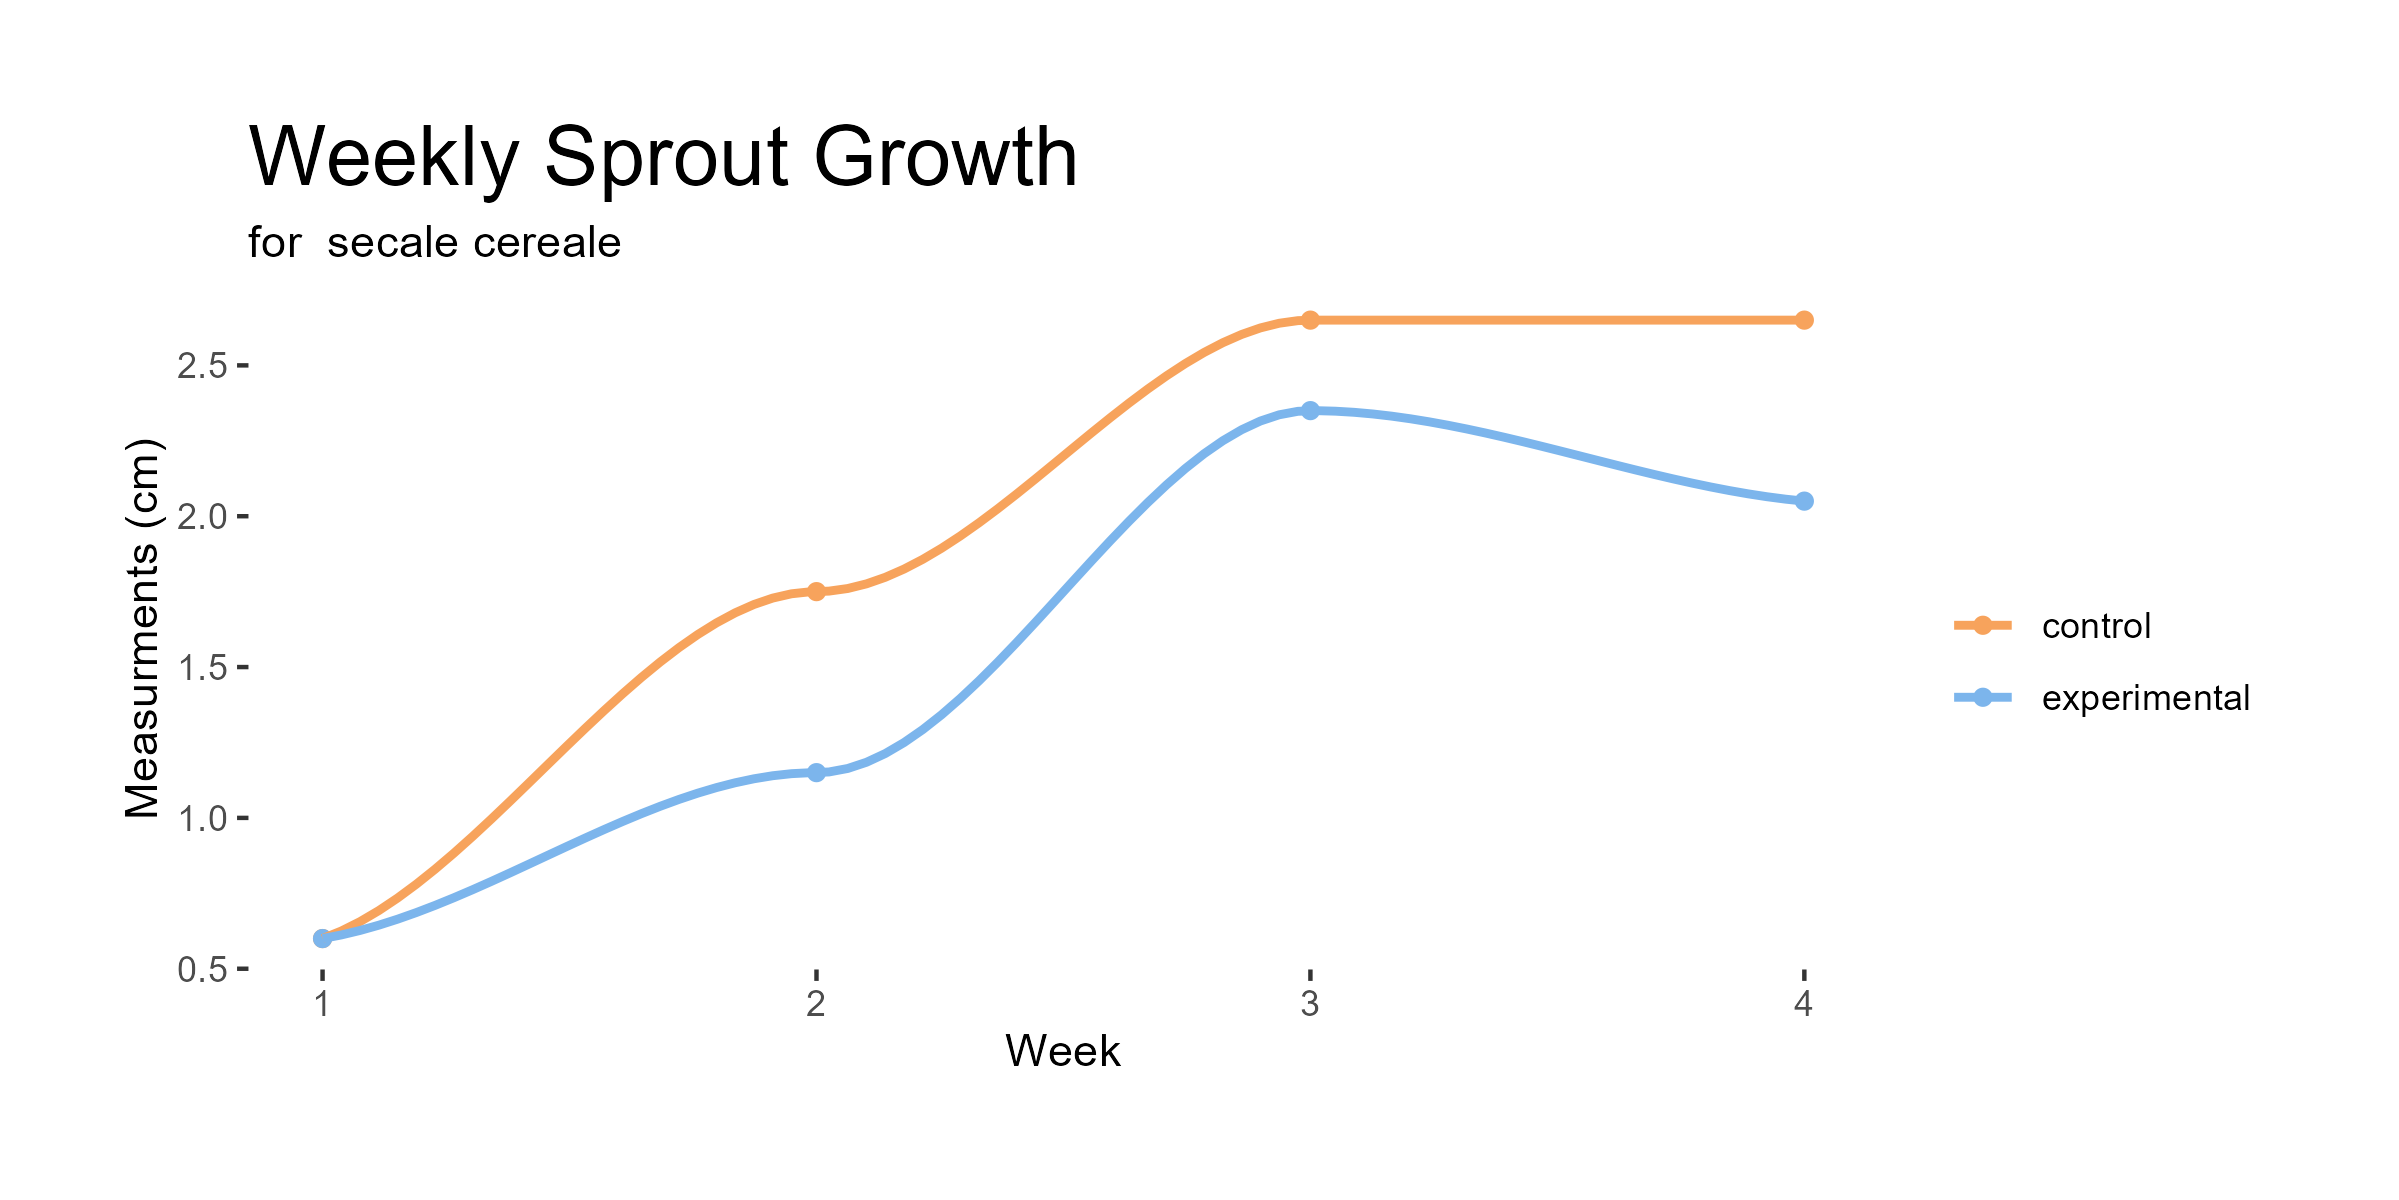 Weekly Sprout Growth
for  secale cereale
Measurments (cm)
2.5
2.0
1.5
1.0
0.5
1 2 3 4
Week
control
experimental